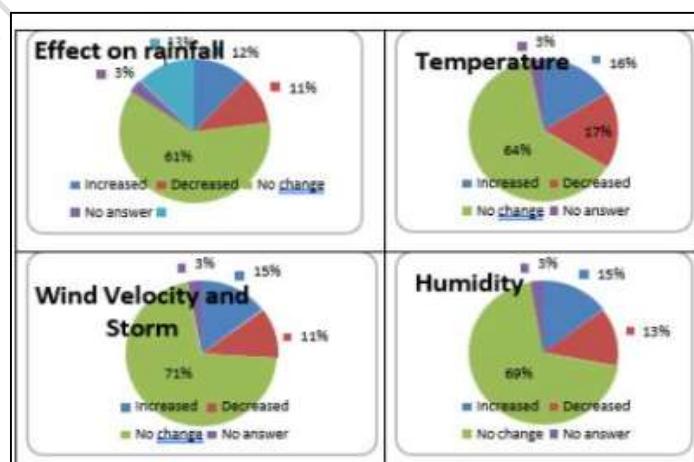 Effect on rainfall
13%
12%
3%
11%
61%
Increased Decreased No change
No answer
Temperature
3%
16%
17%
64%
Increased Decreased
No change No answer
Wind Velocity and
Storm
3%
15%
11%
71%
Increased Decreased
No change No answer
Humidity
3%
15%
13%
69%
Increased Decreased
No change No answer